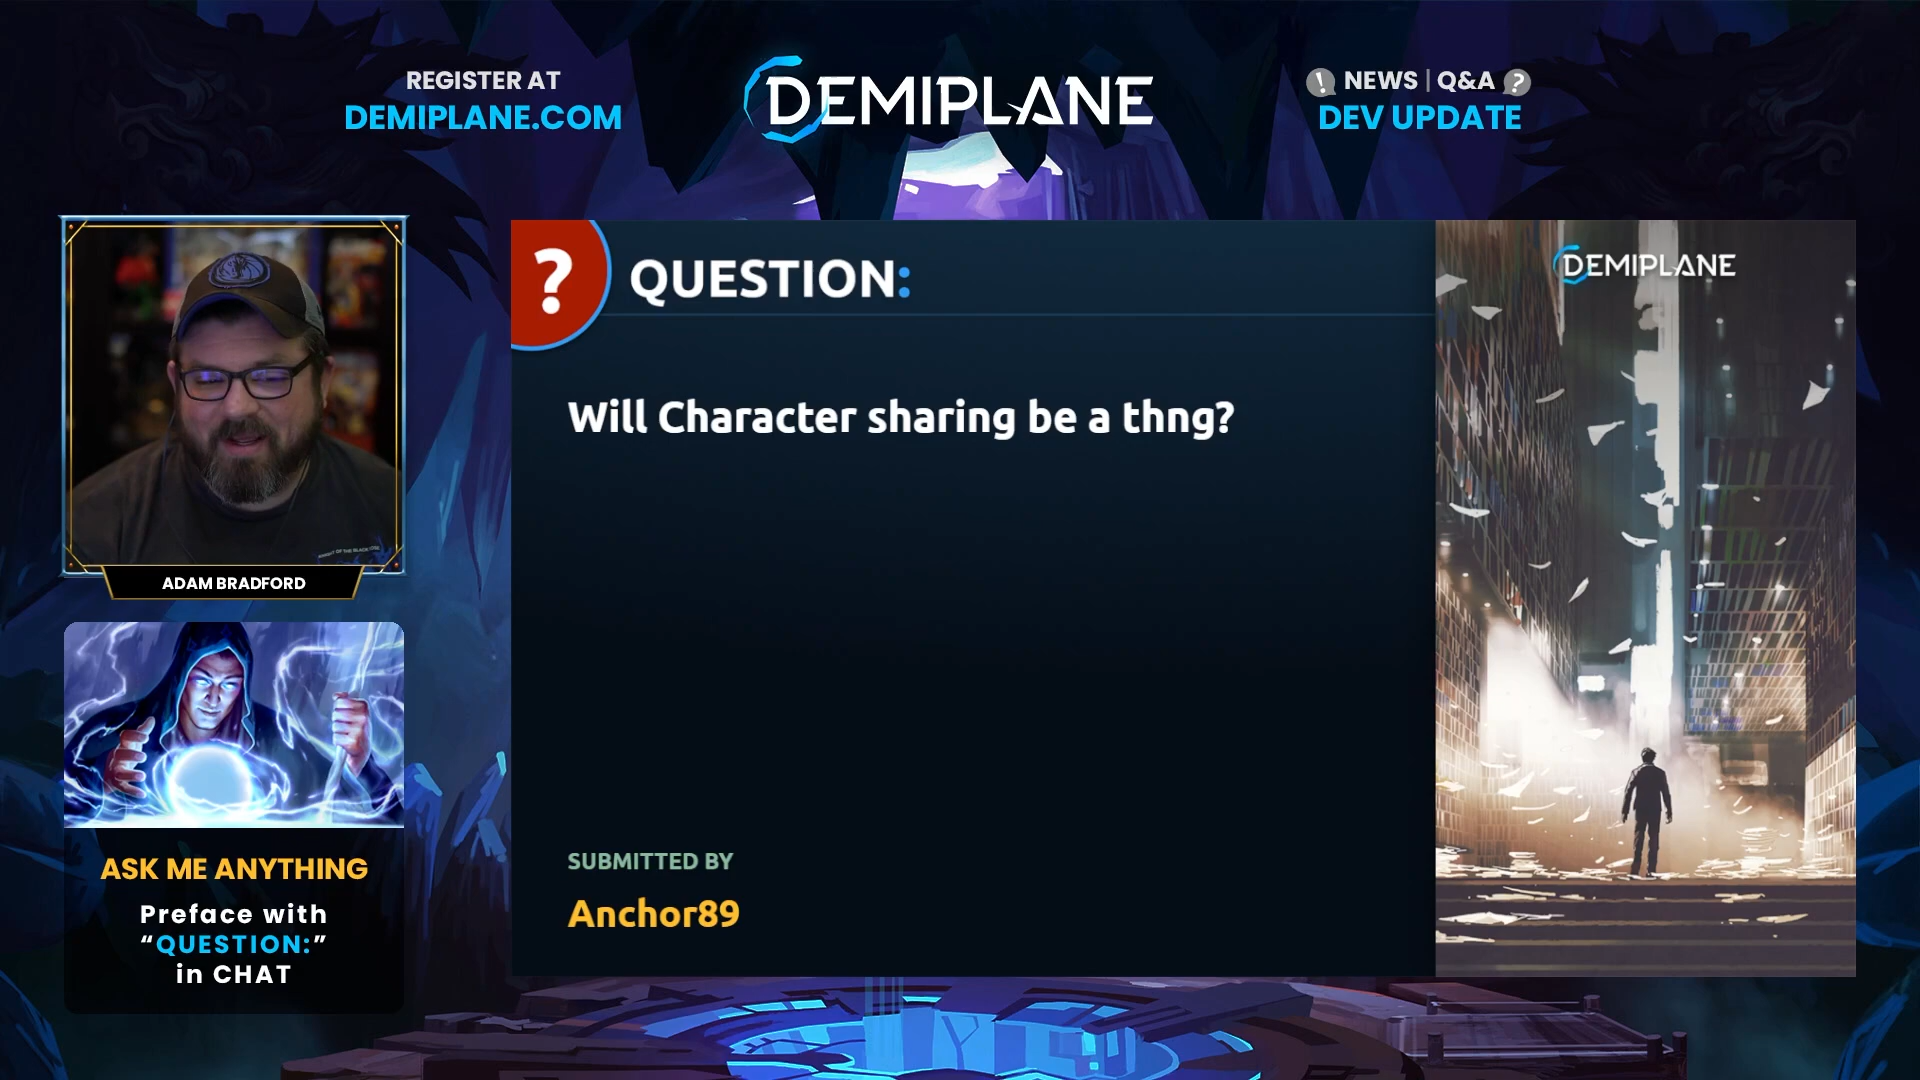 REGISTER AT
DEMIPLANE.COM
DEMIPLANE
! NEWS | Q&A ?
DEV UPDATE
? QUESTION:
DEMIPLANE
Will Character sharing be a thng?
ADAM BRADFORD
SUBMITTED BY
Anchor89
ASK ME ANYTHING
Preface with
“QUESTION:”
in CHAT